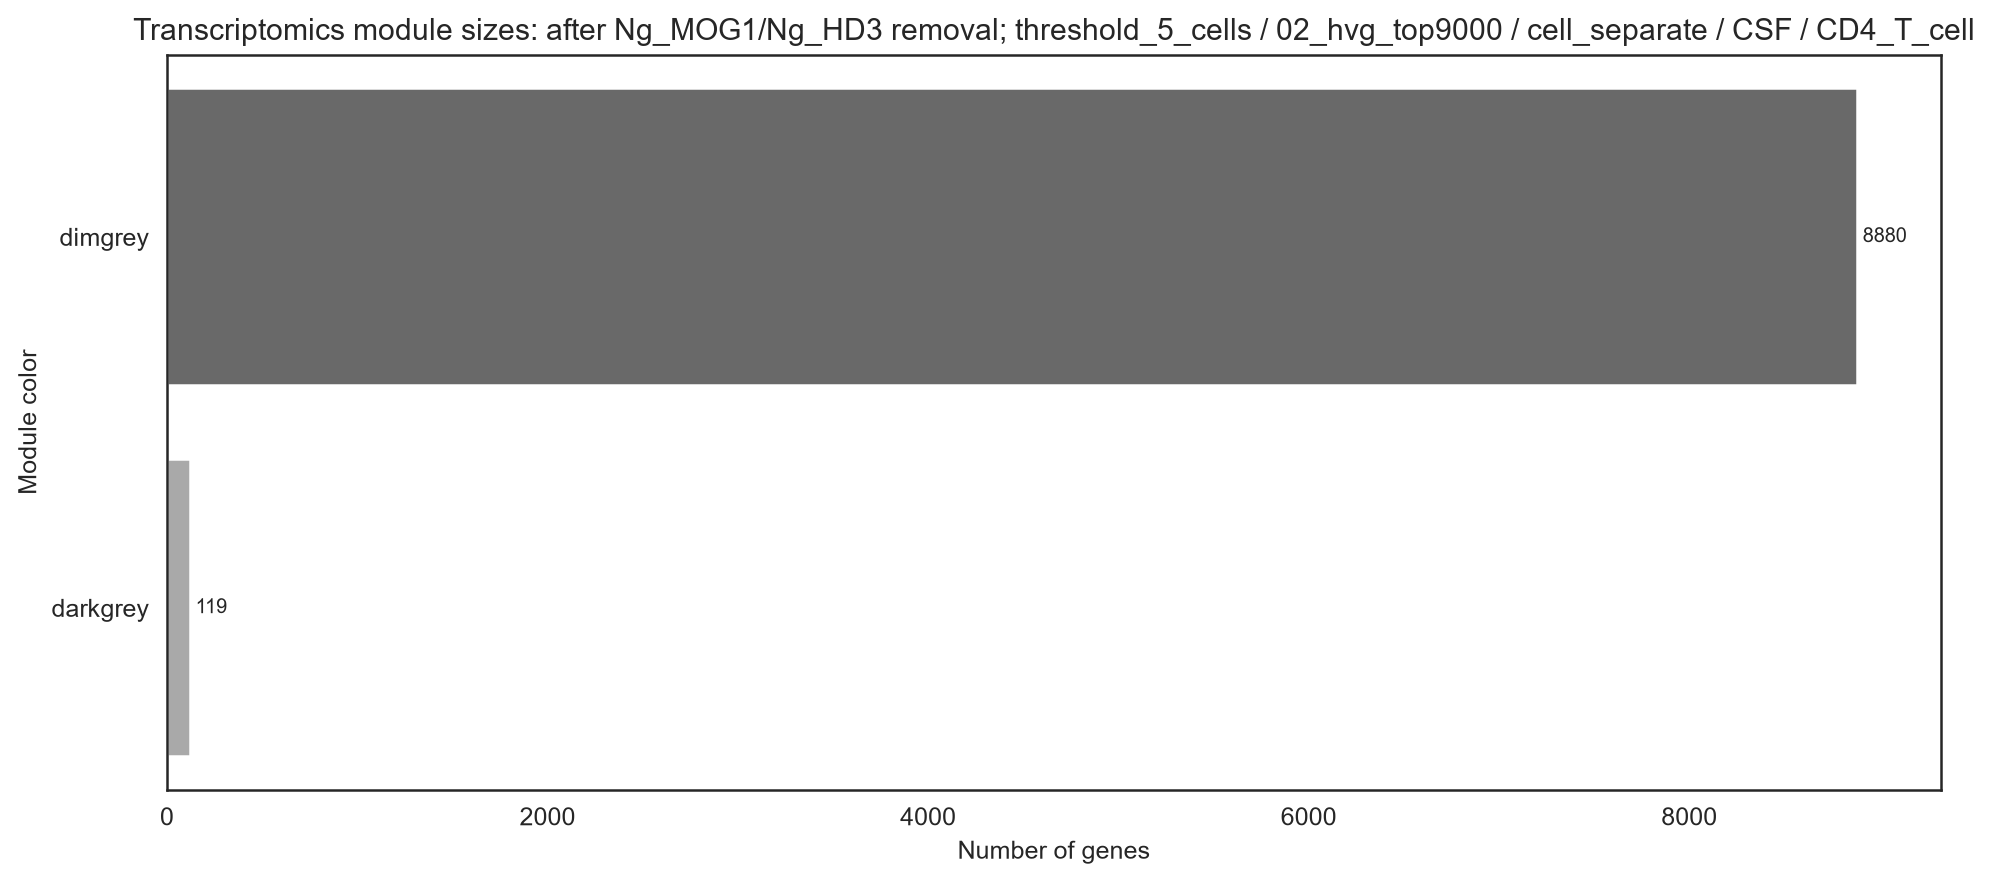 Transcriptomics module sizes: after Ng_MOG1/Ng_HD3 removal; threshold_5_cells / 02_hvg_top9000 / cell_separate / CSF / CD4_T_cell
dimgrey
8880
Module color
darkgrey
119
0 2000 4000 6000 8000
Number of genes